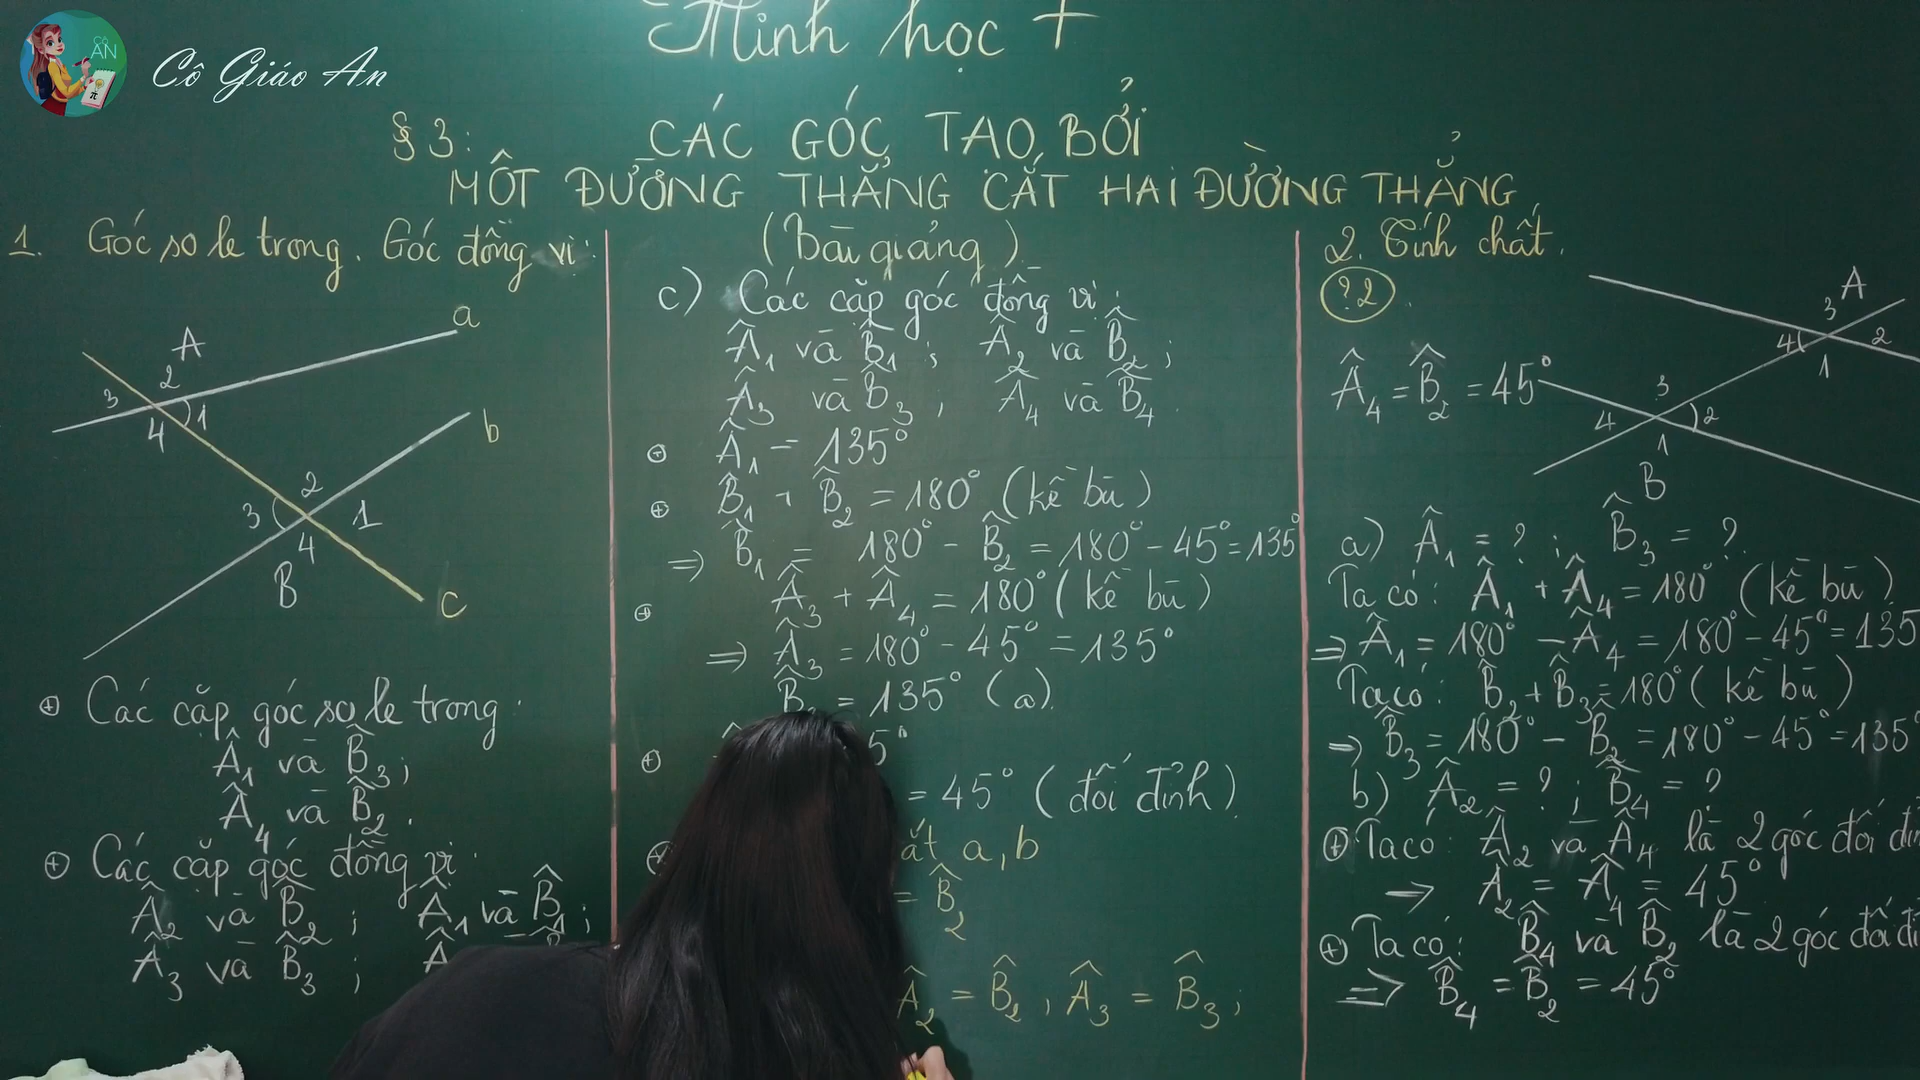 CÔ
AN
Cô Giáo An
Hình học 7
§ 3: CÁC GÓC TẠO BỞI
MỘT ĐƯỜNG THẲNG CẮT HAI ĐƯỜNG THẲNG
(Bài giảng)
1. Góc so le trong. Góc đồng vị:
a
A
2
3
1
4
b
2
3
1
4
B
c
⊕ Các cặp góc so le trong:
Â₁ và B̂₃;
Â₄ và B̂₂.
⊕ Các cặp góc đồng vị:
Â₂ và B̂₂; Â₁ và B̂₁;
Â₃ và B̂₃;
c) Các cặp góc đồng vị:
Â₁ và B̂₁; Â₂ và B̂₂;
Â₃ và B̂₃; Â₄ và B̂₄.
⊕ Â₁ = 135°
⊕ B̂₁ + B̂₂ = 180° (kề bù)
=> B̂₁ = 180° - B̂₂ = 180° - 45° = 135°
⊕ Â₃ + Â₄ = 180° (kề bù)
=> Â₃ = 180° - 45° = 135°
B̂₃ = 135° (a).
⊕ 5°
= 45° (đối đỉnh)
⊕ a, b
= B̂₂
Â₂ = B̂₂, Â₃ = B̂₃;
2. Tính chất.
?2.
A
3
4
2
1
3
4
2
1
B
Â₄ = B̂₂ = 45°
a) Â₁ = ? ; B̂₃ = ?
Ta có: Â₁ + Â₄ = 180° (kề bù)
=> Â₁ = 180° - Â₄ = 180° - 45° = 135
Ta có: B̂₂ + B̂₃ = 180° (kề bù)
=> B̂₃ = 180° - B̂₂ = 180° - 45° = 135°
b) Â₂ = ? ; B̂₄ = ?
⊕ Ta có: Â₂ và Â₄ là 2 góc đối
=> Â₂ = Â₄ = 45°
⊕ Ta có: B̂₄ và B̂₂ là 2 góc đối
=> B̂₄ = B̂₂ = 45°